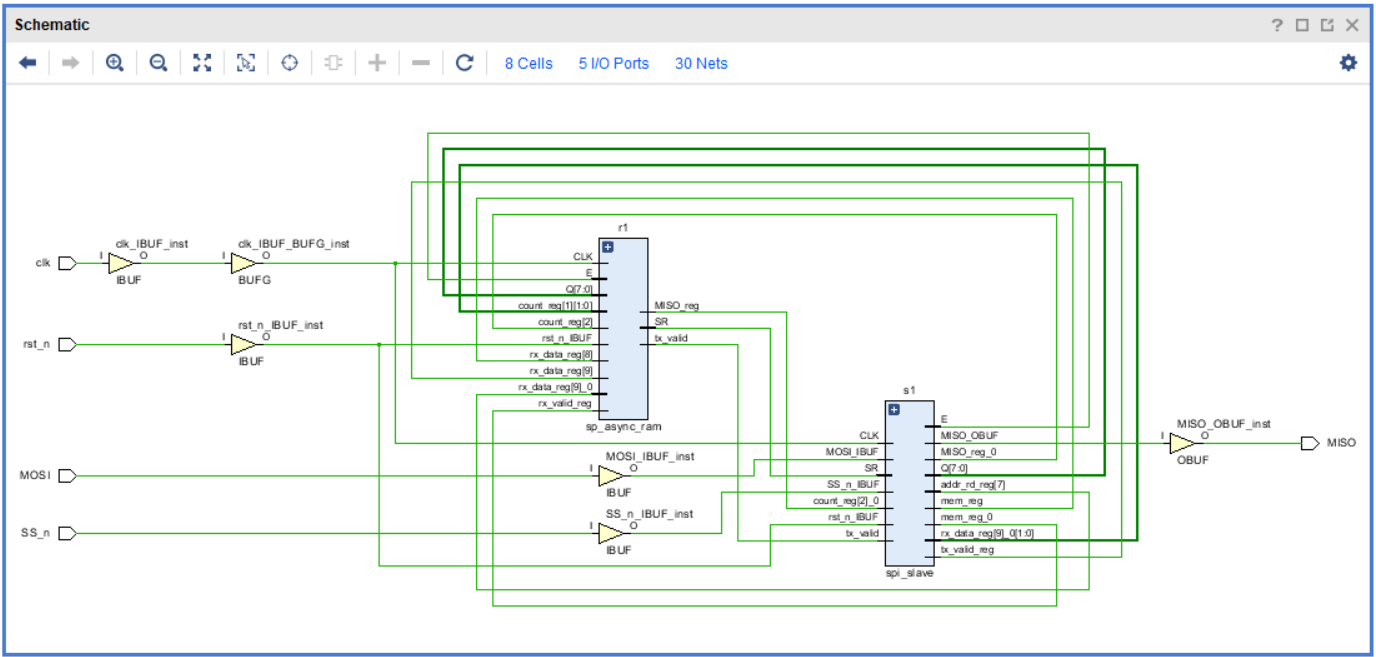 Schematic
8 Cells 5 I/O Ports 30 Nets
clk
I
clk_IBUF_inst
O
IBUF
I
clk_IBUF_BUFG_inst
O
BUFG
rst_n
I
rst_n_IBUF_inst
O
IBUF
MOSI
I
MOSI_IBUF_inst
O
IBUF
SS_n
I
SS_n_IBUF_inst
O
IBUF
r1
CLK
E
Q[7:0]
count_reg[1][1:0]
count_reg[2]
rst_n_IBUF
rx_data_reg[8]
rx_data_reg[9]
rx_data_reg[9]_0
rx_valid_reg
MISO_reg
SR
tx_valid
sp_async_ram
s1
CLK
MOSI_IBUF
SR
SS_n_IBUF
count_reg[2]_0
rst_n_IBUF
tx_valid
E
MISO_OBUF
MISO_reg_0
Q[7:0]
addr_rd_reg[7]
mem_reg
mem_reg_0
rx_data_reg[9]_0[1:0]
tx_valid_reg
spi_slave
I
MISO_OBUF_inst
O
OBUF
MISO